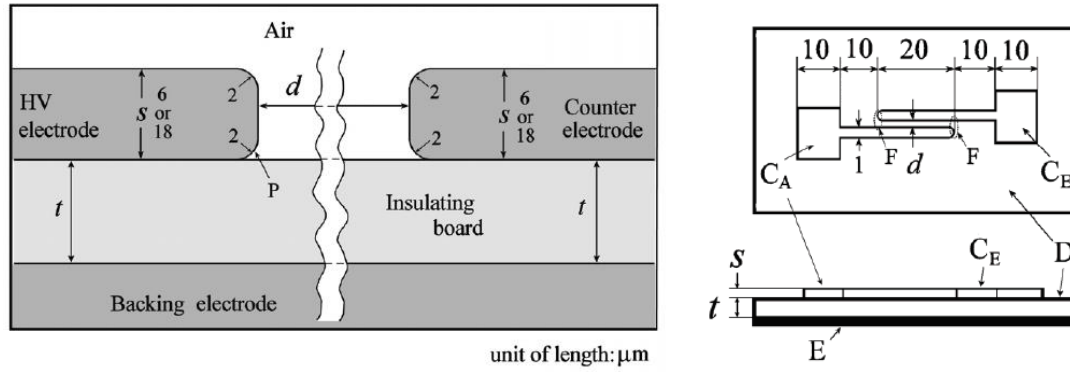 Air
HV
electrode
s
6
or
18
2
2
d
2
2
s
6
or
18
Counter
electrode
P
t
Insulating
board
t
Backing electrode
unit of length: μm
10 10 20 10 10
C_A
1
F
d
F
C_E
D
s
C_E
t
E